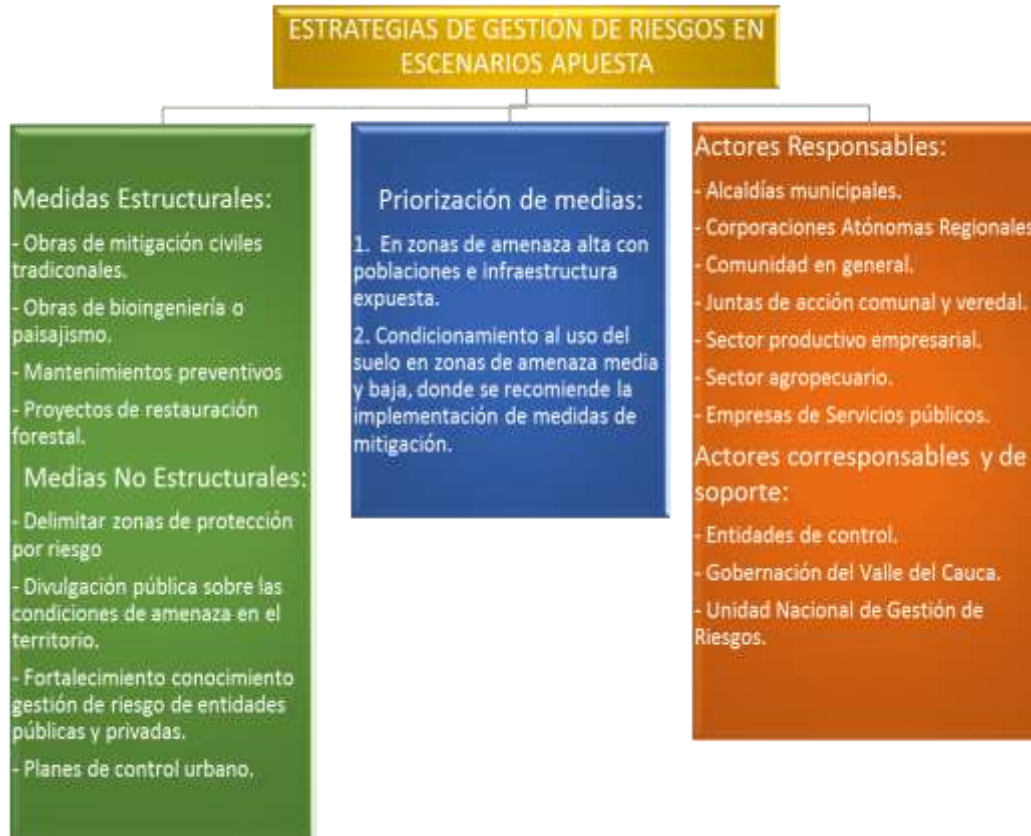 ESTRATEGIAS DE GESTIÓN DE RIESGOS EN
ESCENARIOS APUESTA
Medidas Estructurales:
- Obras de mitigación civiles
tradiconales.
- Obras de bioingeniería o
paisajismo.
- Mantenimientos preventivos
- Proyectos de restauración
forestal.
Medias No Estructurales:
- Delimitar zonas de protección
por riesgo
- Divulgación pública sobre las
condiciones de amenaza en el
territorio.
- Fortalecimiento conocimiento
gestión de riesgo de entidades
públicas y privadas.
- Planes de control urbano.
Priorización de medias:
1. En zonas de amenaza alta con
poblaciones e infraestructura
expuesta.
2. Condicionamiento al uso del
suelo en zonas de amenaza media
y baja, donde se recomiende la
implementación de medidas de
mitigación.
Actores Responsables:
- Alcaldías municipales.
- Corporaciones Atónomas Regionales
- Comunidad en general.
- Juntas de acción comunal y veredal.
- Sector productivo empresarial.
- Sector agropecuario.
- Empresas de Servicios públicos.
Actores corresponsables y de
soporte:
- Entidades de control.
- Gobernación del Valle del Cauca.
- Unidad Nacional de Gestión de
Riesgos.